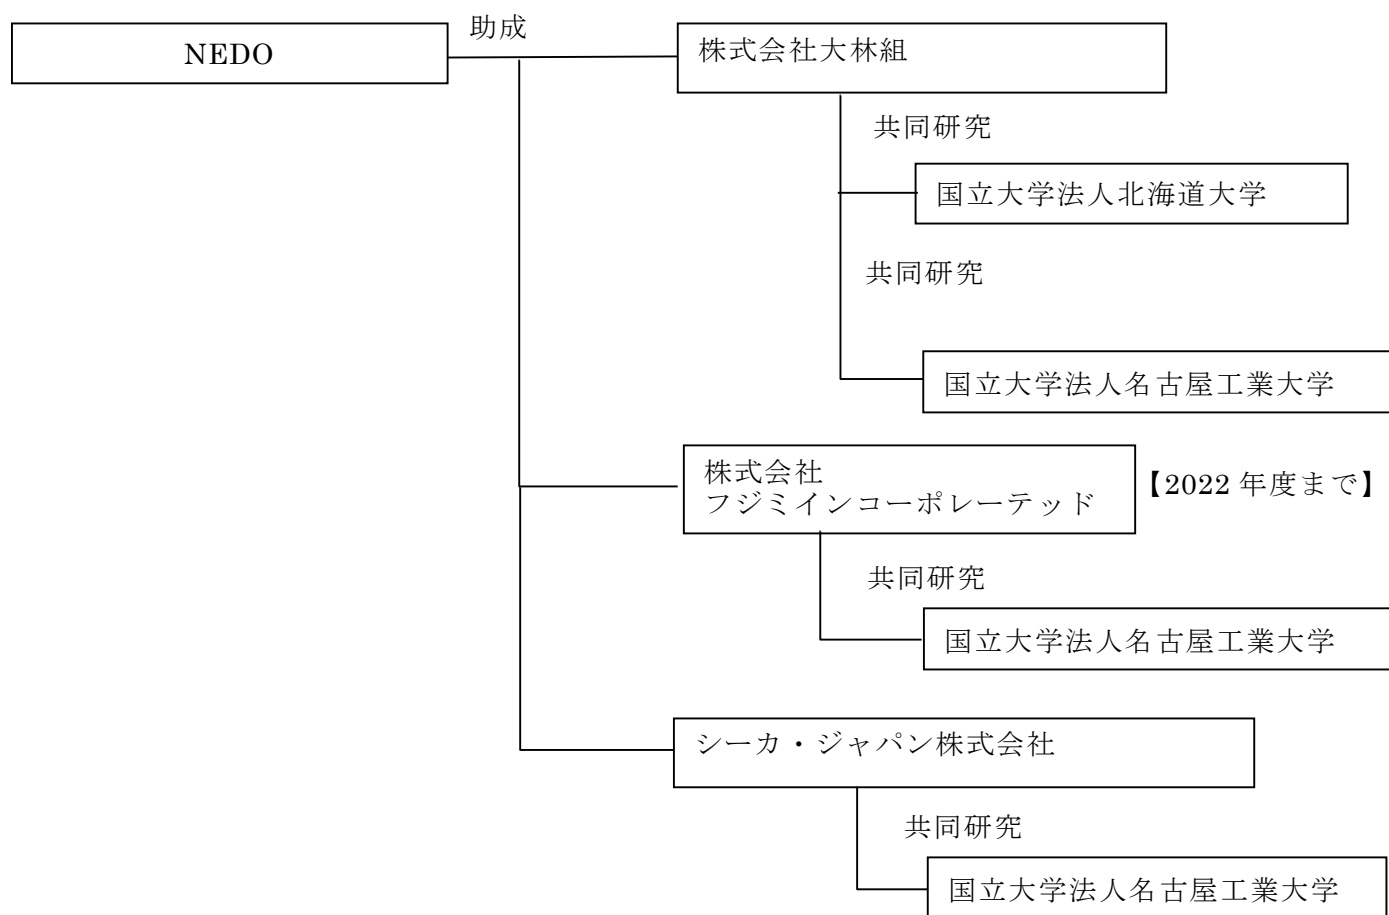 助成
NEDO
株式会社大林組
共同研究
国立大学法人北海道大学
共同研究
国立大学法人名古屋工業大学
株式会社
フジミインコーポレーテッド
【2022 年度まで】
共同研究
国立大学法人名古屋工業大学
シーカ・ジャパン株式会社
共同研究
国立大学法人名古屋工業大学